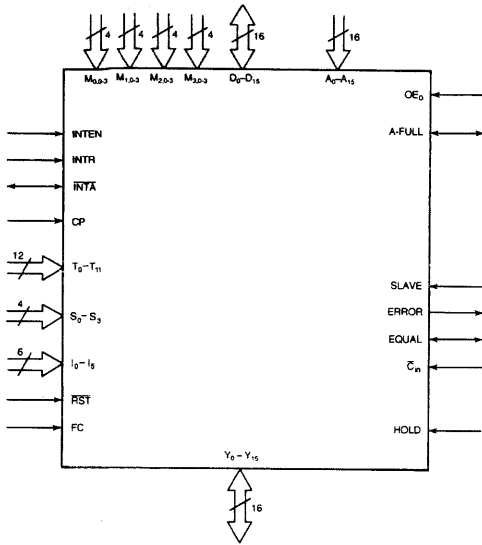 4 4 4 4 16 16
M0,0-3 M1,0-3 M2,0-3 M3,0-3 D0–D15 A0–A15
OE0
INTEN A-FULL
INTR
INTA
CP
12
T0–T11
SLAVE
4
S0–S3 ERROR
EQUAL
6
I0–I5 C̅in
RST
FC HOLD
Y0–Y15
16